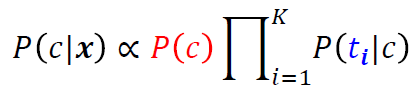 P(c|x) ∝ P(c) ∏_{i=1}^{K} P(t_i|c)